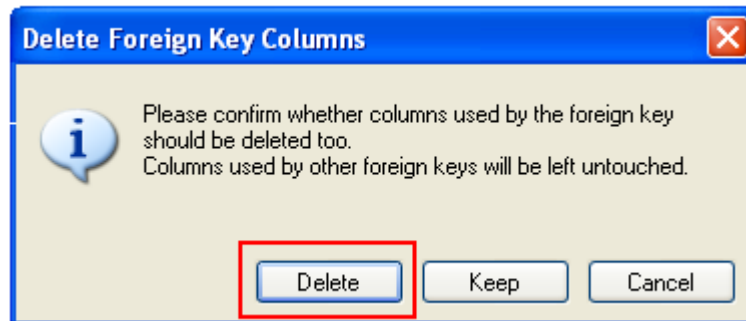 Delete Foreign Key Columns
Please confirm whether columns used by the foreign key
should be deleted too.
Columns used by other foreign keys will be left untouched.
Delete
Keep
Cancel